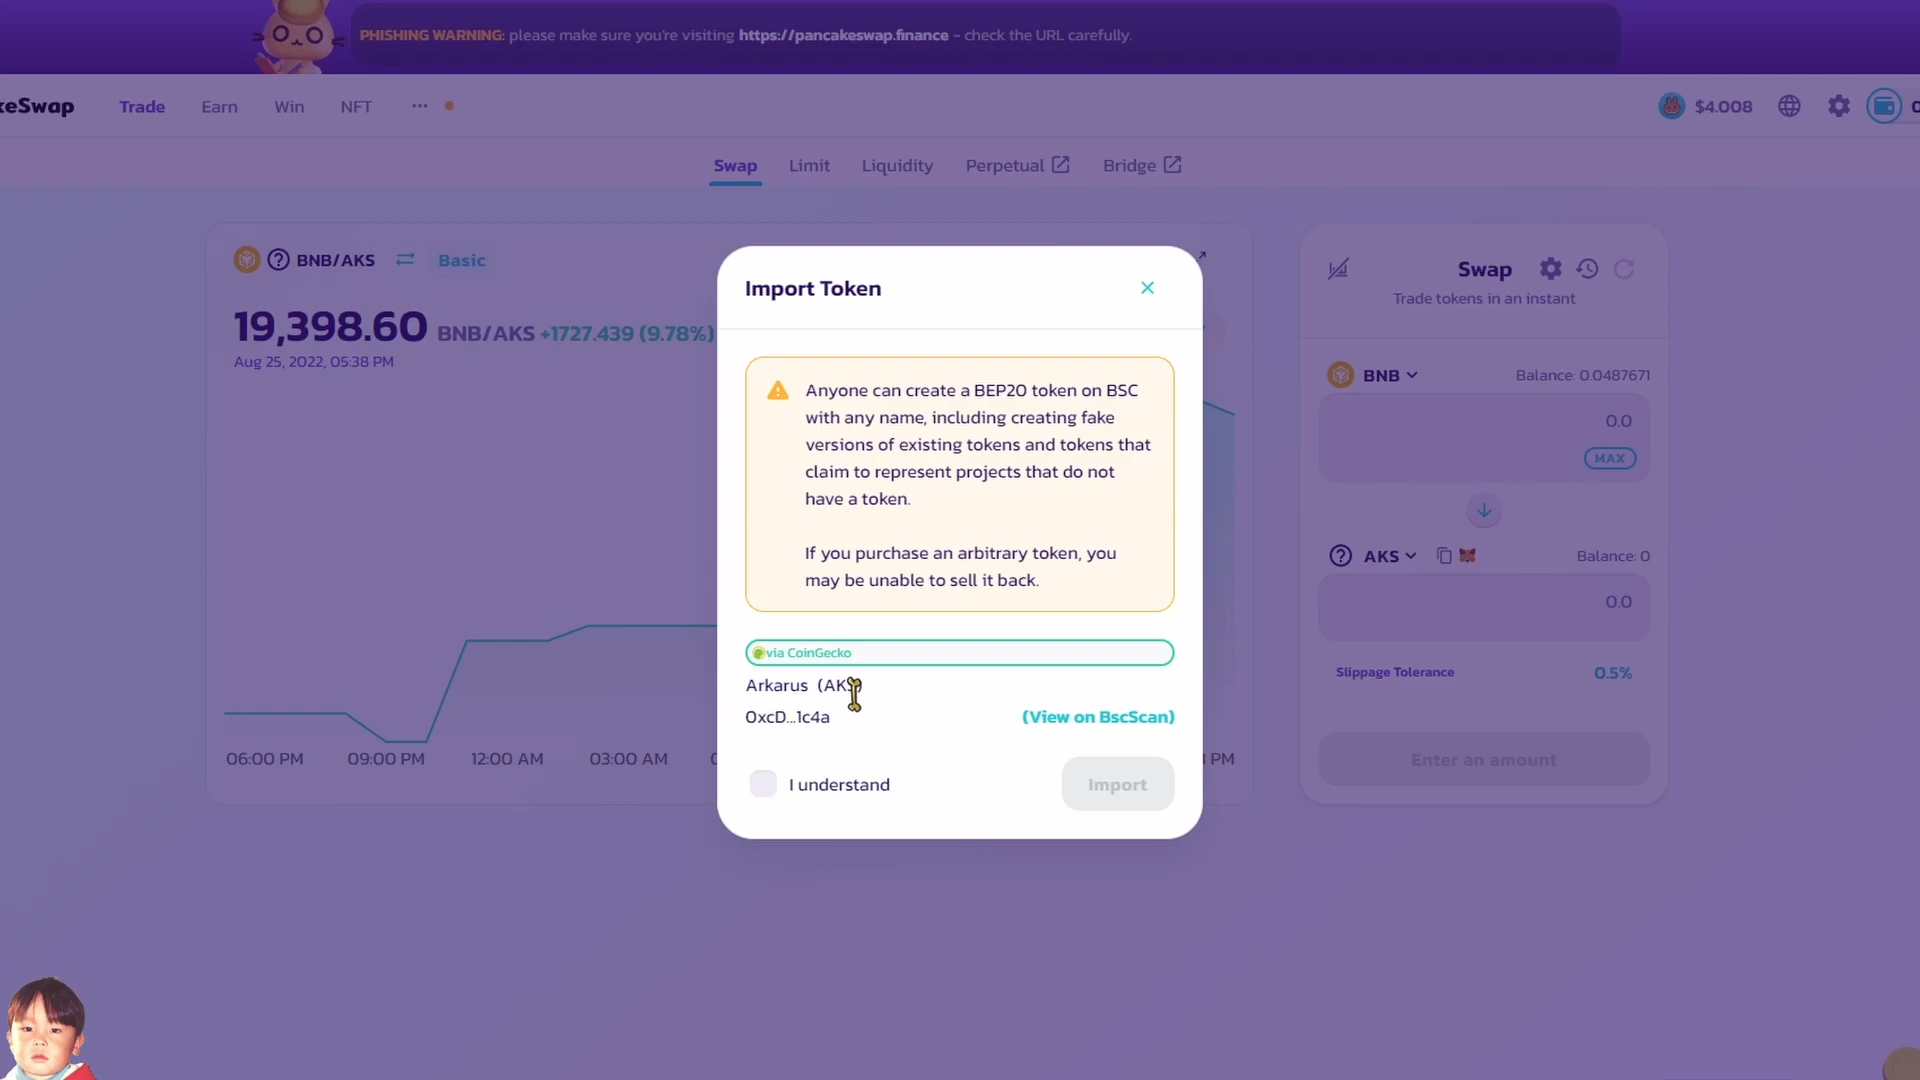 PHISHING WARNING: please make sure you're visiting https://pancakeswap.finance - check the URL carefully.
keSwap Trade Earn Win NFT ... $4.008
Swap Limit Liquidity Perpetual Bridge
BNB/AKS Basic
19,398.60 BNB/AKS +1727.439 (9.78%)
Aug 25, 2022, 05:38 PM
06:00 PM 09:00 PM 12:00 AM 03:00 AM PM
Import Token
Anyone can create a BEP20 token on BSC
with any name, including creating fake
versions of existing tokens and tokens that
claim to represent projects that do not
have a token.
If you purchase an arbitrary token, you
may be unable to sell it back.
via CoinGecko
Arkarus (AKS)
0xcD...1c4a (View on BscScan)
I understand Import
Swap
Trade tokens in an instant
BNB Balance: 0.0487671
0.0
MAX
AKS Balance: 0
0.0
Slippage Tolerance 0.5%
Enter an amount